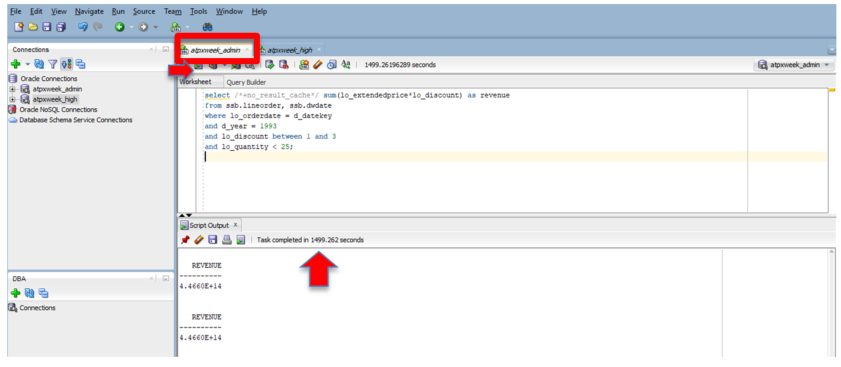 File Edit View Navigate Run Source Team Tools Window Help
Connections
Oracle Connections
atpxweek_admin
atpxweek_high
Oracle NoSQL Connections
Database Schema Service Connections
DBA
Connections
atpxweek_admin
atpxweek_high
1499.26196289 seconds
atpxweek_admin
Worksheet Query Builder
select /*+no_result_cache*/ sum(lo_extendedprice*lo_discount) as revenue
from ssb.lineorder, ssb.dwdate
where lo_orderdate = d_datekey
and d_year = 1993
and lo_discount between 1 and 3
and lo_quantity < 25;
Script Output
Task completed in 1499.262 seconds
REVENUE
----------
4.4660E+14
REVENUE
----------
4.4660E+14